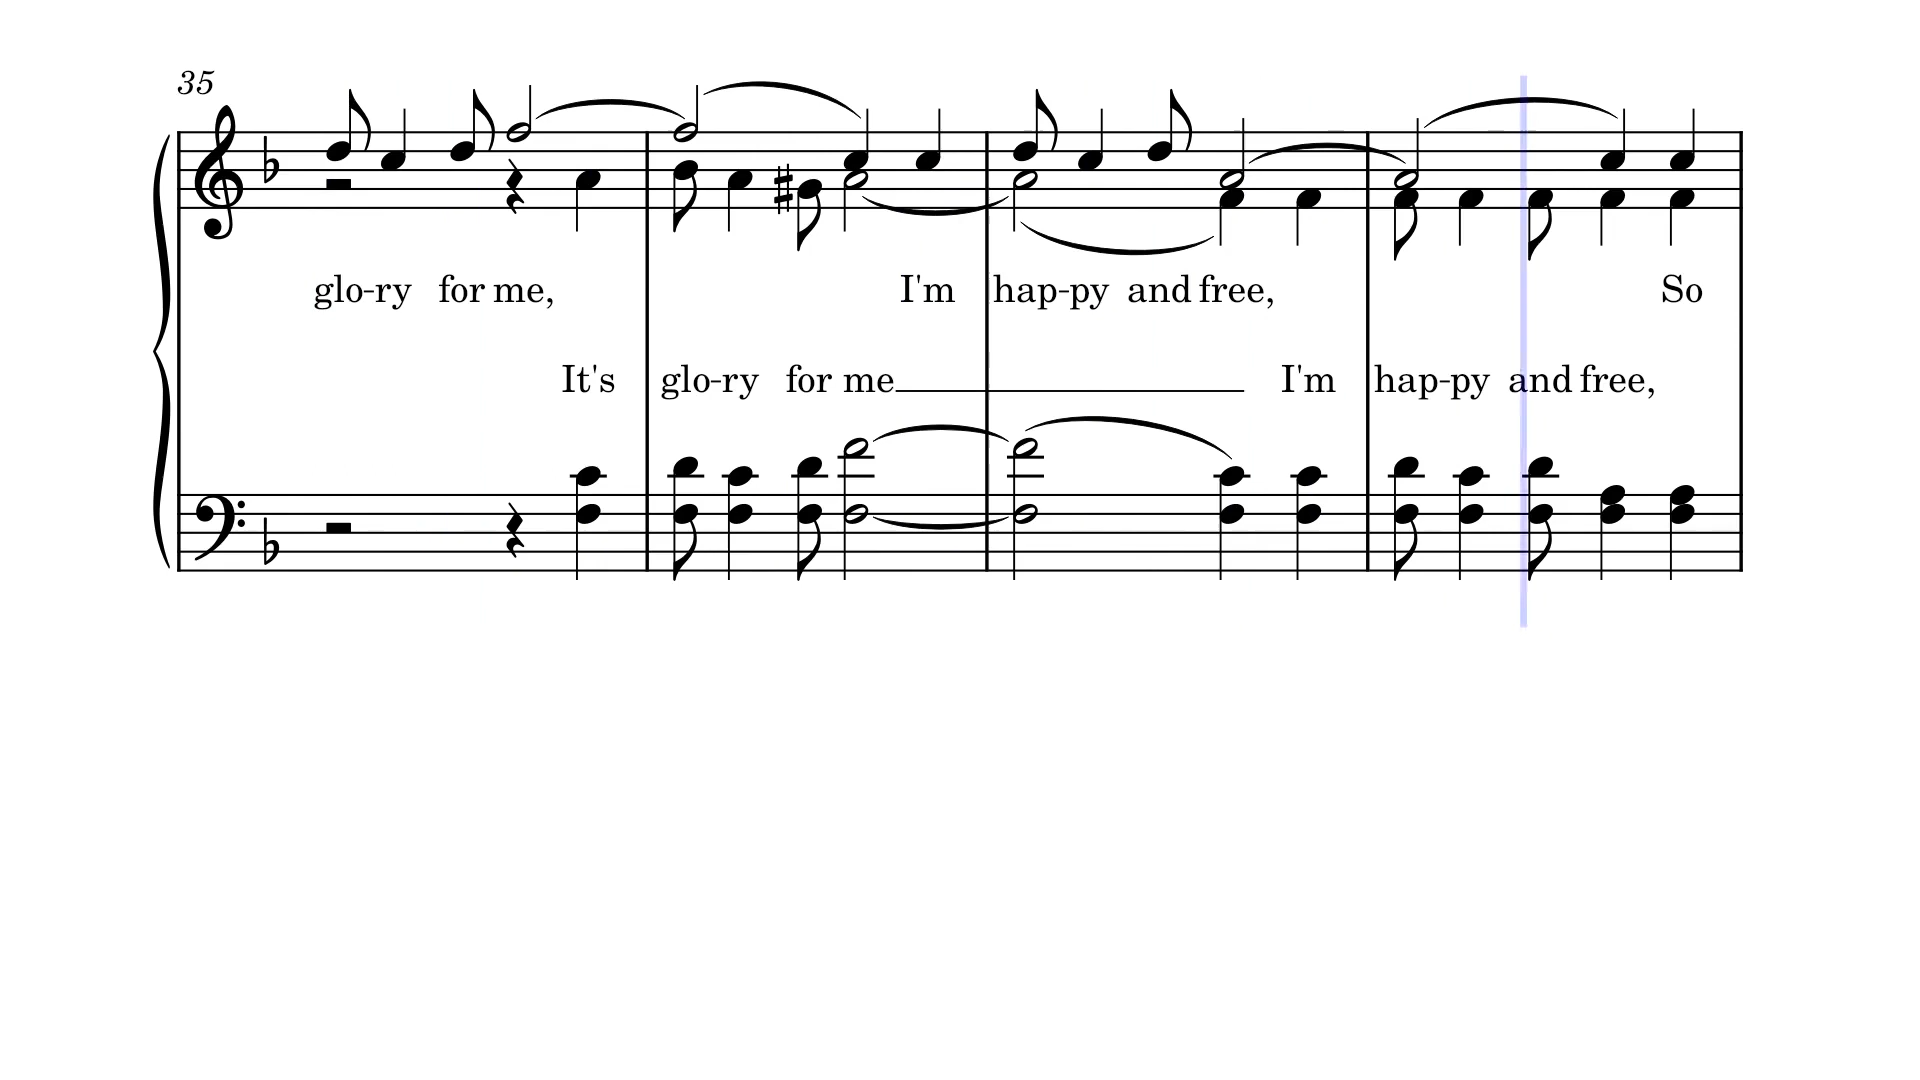 35
glo-ry for me, I'm hap-py and free, So
It's glo-ry for me I'm hap-py and free,